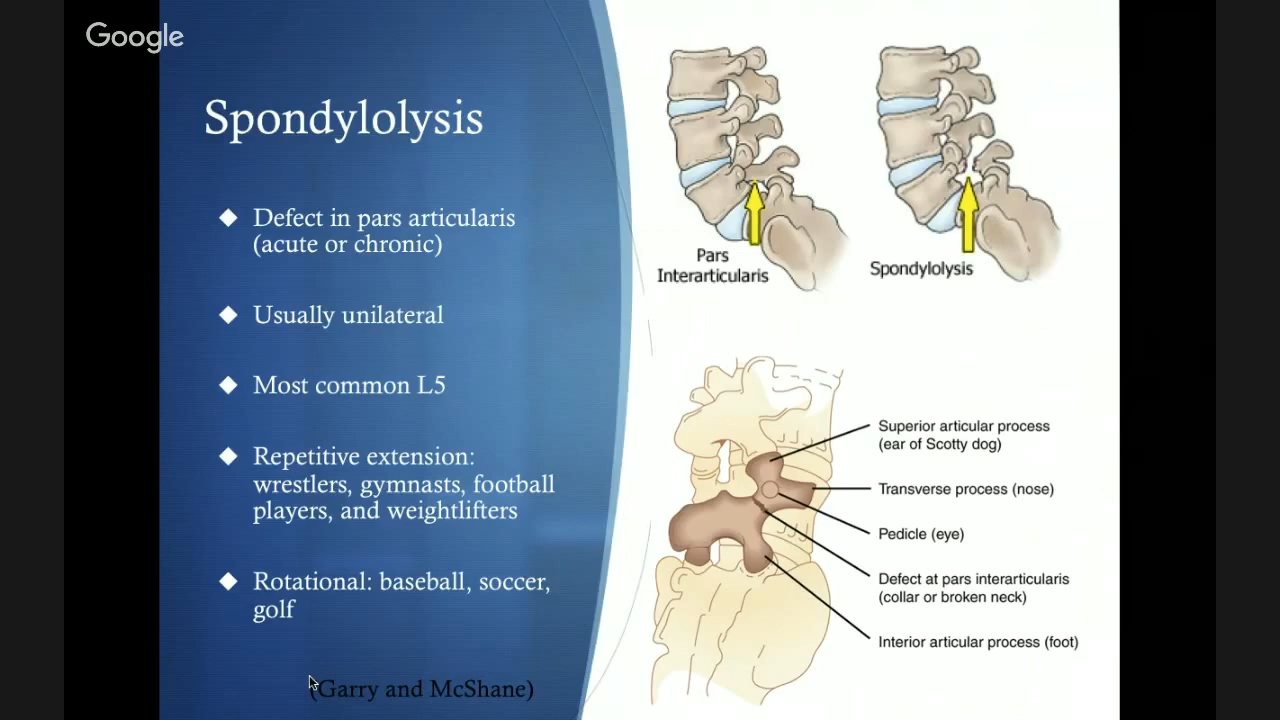 Google
Spondylolysis
Defect in pars articularis
(acute or chronic)
Usually unilateral
Most common L5
Repetitive extension:
wrestlers, gymnasts, football
players, and weightlifters
Rotational: baseball, soccer,
golf
(Garry and McShane)
Pars
Interarticularis
Spondylolysis
Superior articular process
(ear of Scotty dog)
Transverse process (nose)
Pedicle (eye)
Defect at pars interarticularis
(collar or broken neck)
Interior articular process (foot)